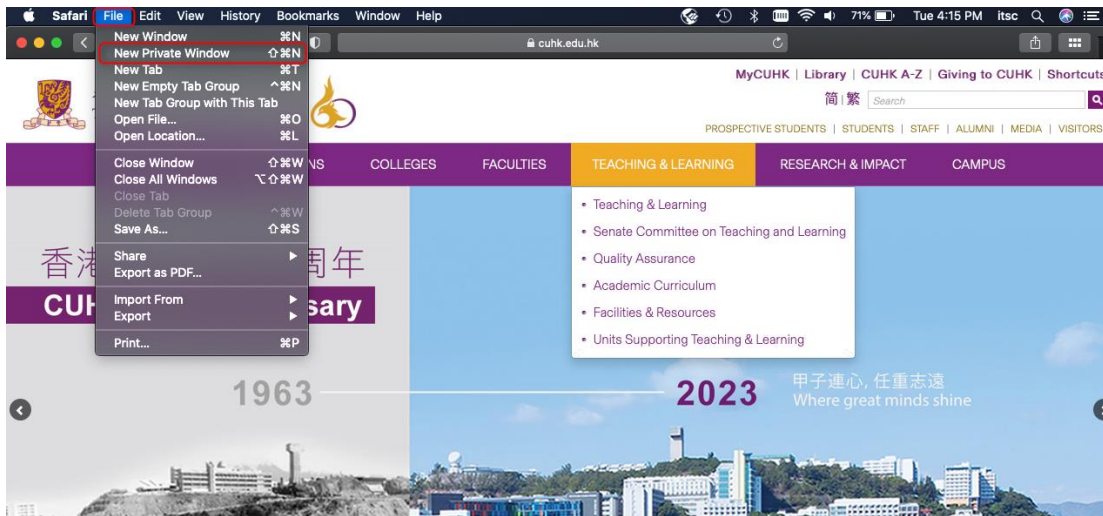 Safari File Edit View History Bookmarks Window Help 71% Tue 4:15 PM itsc
cuhk.edu.hk
New Window ⌘N
New Private Window ⇧⌘N
New Tab ⌘T
New Empty Tab Group ^⌘N
New Tab Group with This Tab
Open File... ⌘O
Open Location... ⌘L
Close Window ⇧⌘W
Close All Windows ⌥⇧⌘W
Close Tab
Delete Tab Group ^⌘W
Save As... ⇧⌘S
Share
Export as PDF...
Import From
Export
Print... ⌘P
MyCUHK | Library | CUHK A-Z | Giving to CUHK | Shortcuts
简 | 繁 Search
PROSPECTIVE STUDENTS | STUDENTS | STAFF | ALUMNI | MEDIA | VISITORS
NS COLLEGES FACULTIES TEACHING & LEARNING RESEARCH & IMPACT CAMPUS
• Teaching & Learning
• Senate Committee on Teaching and Learning
• Quality Assurance
• Academic Curriculum
• Facilities & Resources
• Units Supporting Teaching & Learning
香港 周年
CUH sary
1963 2023
甲子連心, 任重志遠
Where great minds shine